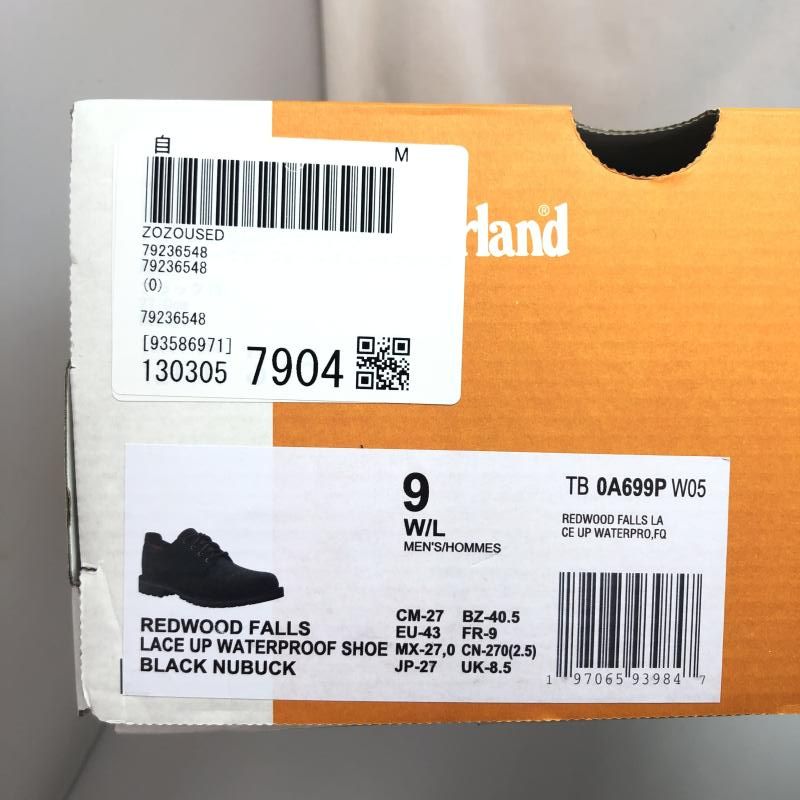 自
M
ZOZOUSED
79236548
79236548
(0)
79236548
[93586971]
130305 7904
rland®
9
W/L
MEN'S/HOMMES
TB 0A699P W05
REDWOOD FALLS LA
CE UP WATERPRO,FQ
REDWOOD FALLS
LACE UP WATERPROOF SHOE
BLACK NUBUCK
CM-27 BZ-40.5
EU-43 FR-9
MX-27,0 CN-270(2.5)
JP-27 UK-8.5
1 97065 93984 7